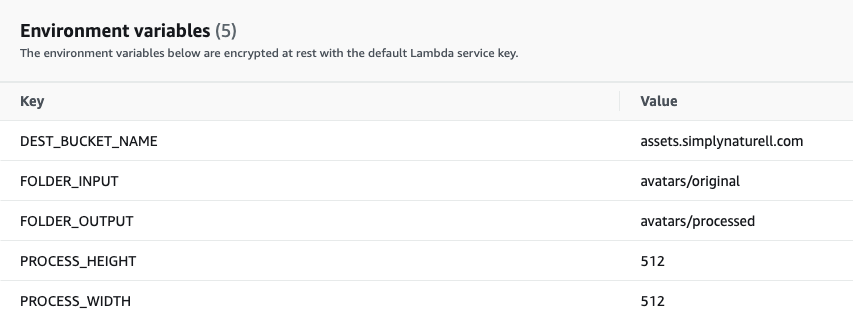 Environment variables (5)
The environment variables below are encrypted at rest with the default Lambda service key.
Key Value
DEST_BUCKET_NAME assets.simplynaturell.com
FOLDER_INPUT avatars/original
FOLDER_OUTPUT avatars/processed
PROCESS_HEIGHT 512
PROCESS_WIDTH 512